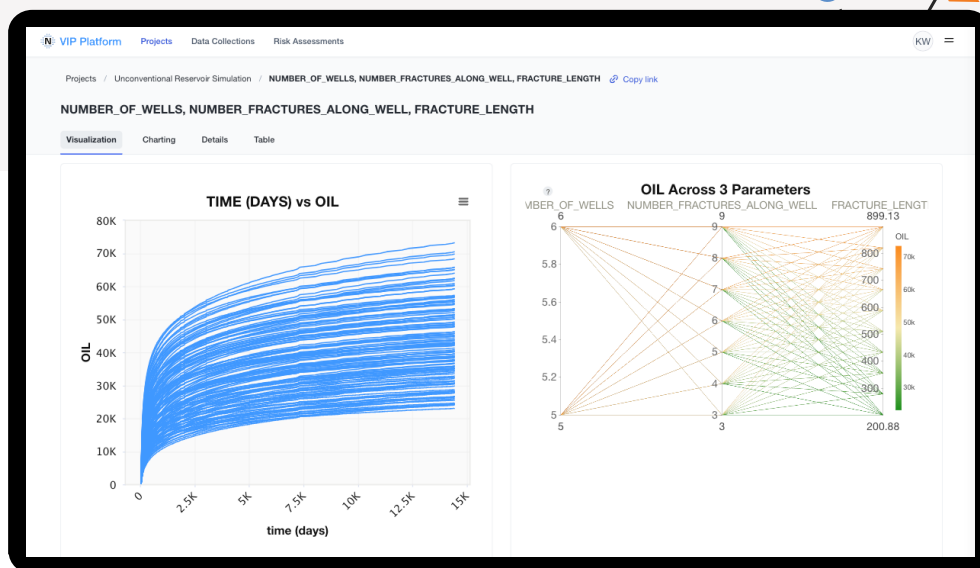 N VIP Platform Projects Data Collections Risk Assessments KW
Projects / Unconventional Reservoir Simulation / NUMBER_OF_WELLS, NUMBER_FRACTURES_ALONG_WELL, FRACTURE_LENGTH Copy link
NUMBER_OF_WELLS, NUMBER_FRACTURES_ALONG_WELL, FRACTURE_LENGTH
Visualization Charting Details Table
TIME (DAYS) vs OIL
80K
70K
60K
50K
40K
30K
20K
10K
0
OIL
0 2.5K 5K 7.5K 10K 12.5K 15K
time (days)
?
OIL Across 3 Parameters
MBER_OF_WELLS NUMBER_FRACTURES_ALONG_WELL FRACTURE_LENGT
6 9 899.13
6
5.8
5.6
5.4
5.2
5
5
9
8
7
6
5
4
3
3
800
700
600
500
400
300
200.88
OIL
70k
60k
50k
40k
30k